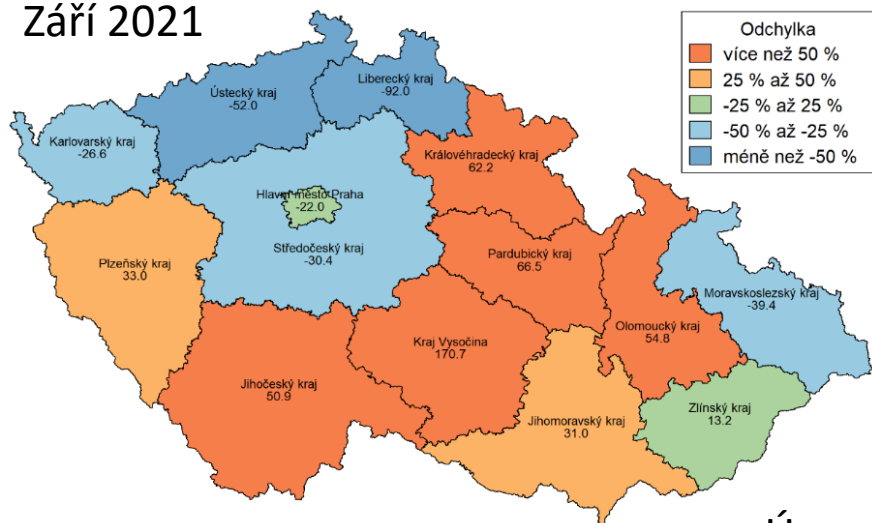 Září 2021
Odchylka
více než 50 %
25 % až 50 %
-25 % až 25 %
-50 % až -25 %
méně než -50 %
Liberecký kraj
-92.0
Ústecký kraj
-52.0
Karlovarský kraj
-26.6
Královéhradecký kraj
62.2
Hlavní město Praha
-22.0
Středočeský kraj
-30.4
Plzeňský kraj
33.0
Pardubický kraj
66.5
Moravskoslezský kraj
-39.4
Olomoucký kraj
54.8
Kraj Vysočina
170.7
Jihočeský kraj
50.9
Jihomoravský kraj
31.0
Zlínský kraj
13.2